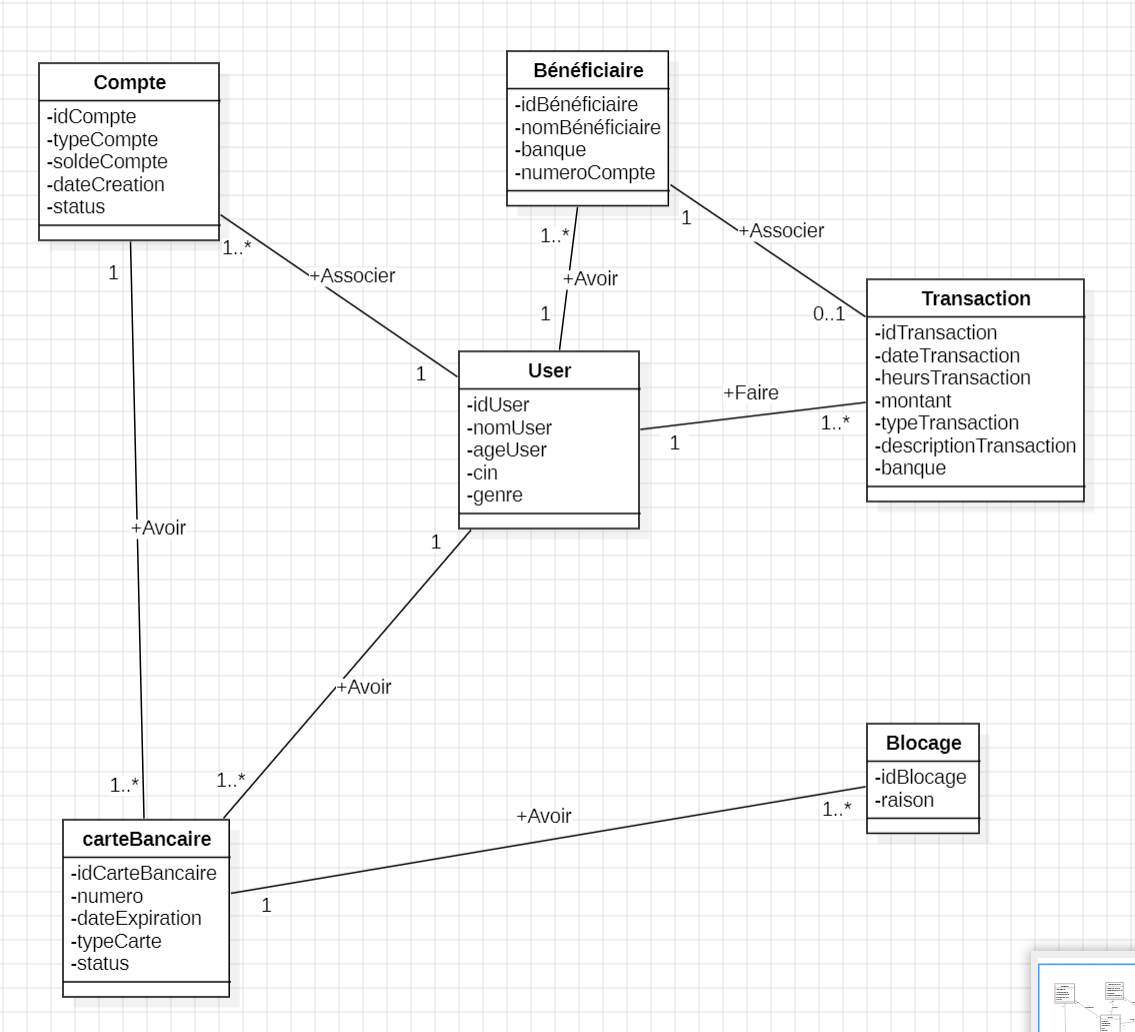 Compte
-idCompte
-typeCompte
-soldeCompte
-dateCreation
-status
Bénéficiaire
-idBénéficiaire
-nomBénéficiaire
-banque
-numeroCompte
1..*
+Associer
1
1
1..*
+Avoir
1
1
+Associer
0..1
Transaction
-idTransaction
-dateTransaction
-heursTransaction
-montant
-typeTransaction
-descriptionTransaction
-banque
User
-idUser
-nomUser
-ageUser
-cin
-genre
+Faire
1
1..*
+Avoir
1..*
1
+Avoir
1..*
Blocage
-idBlocage
-raison
carteBancaire
-idCarteBancaire
-numero
-dateExpiration
-typeCarte
-status
+Avoir
1
1..*